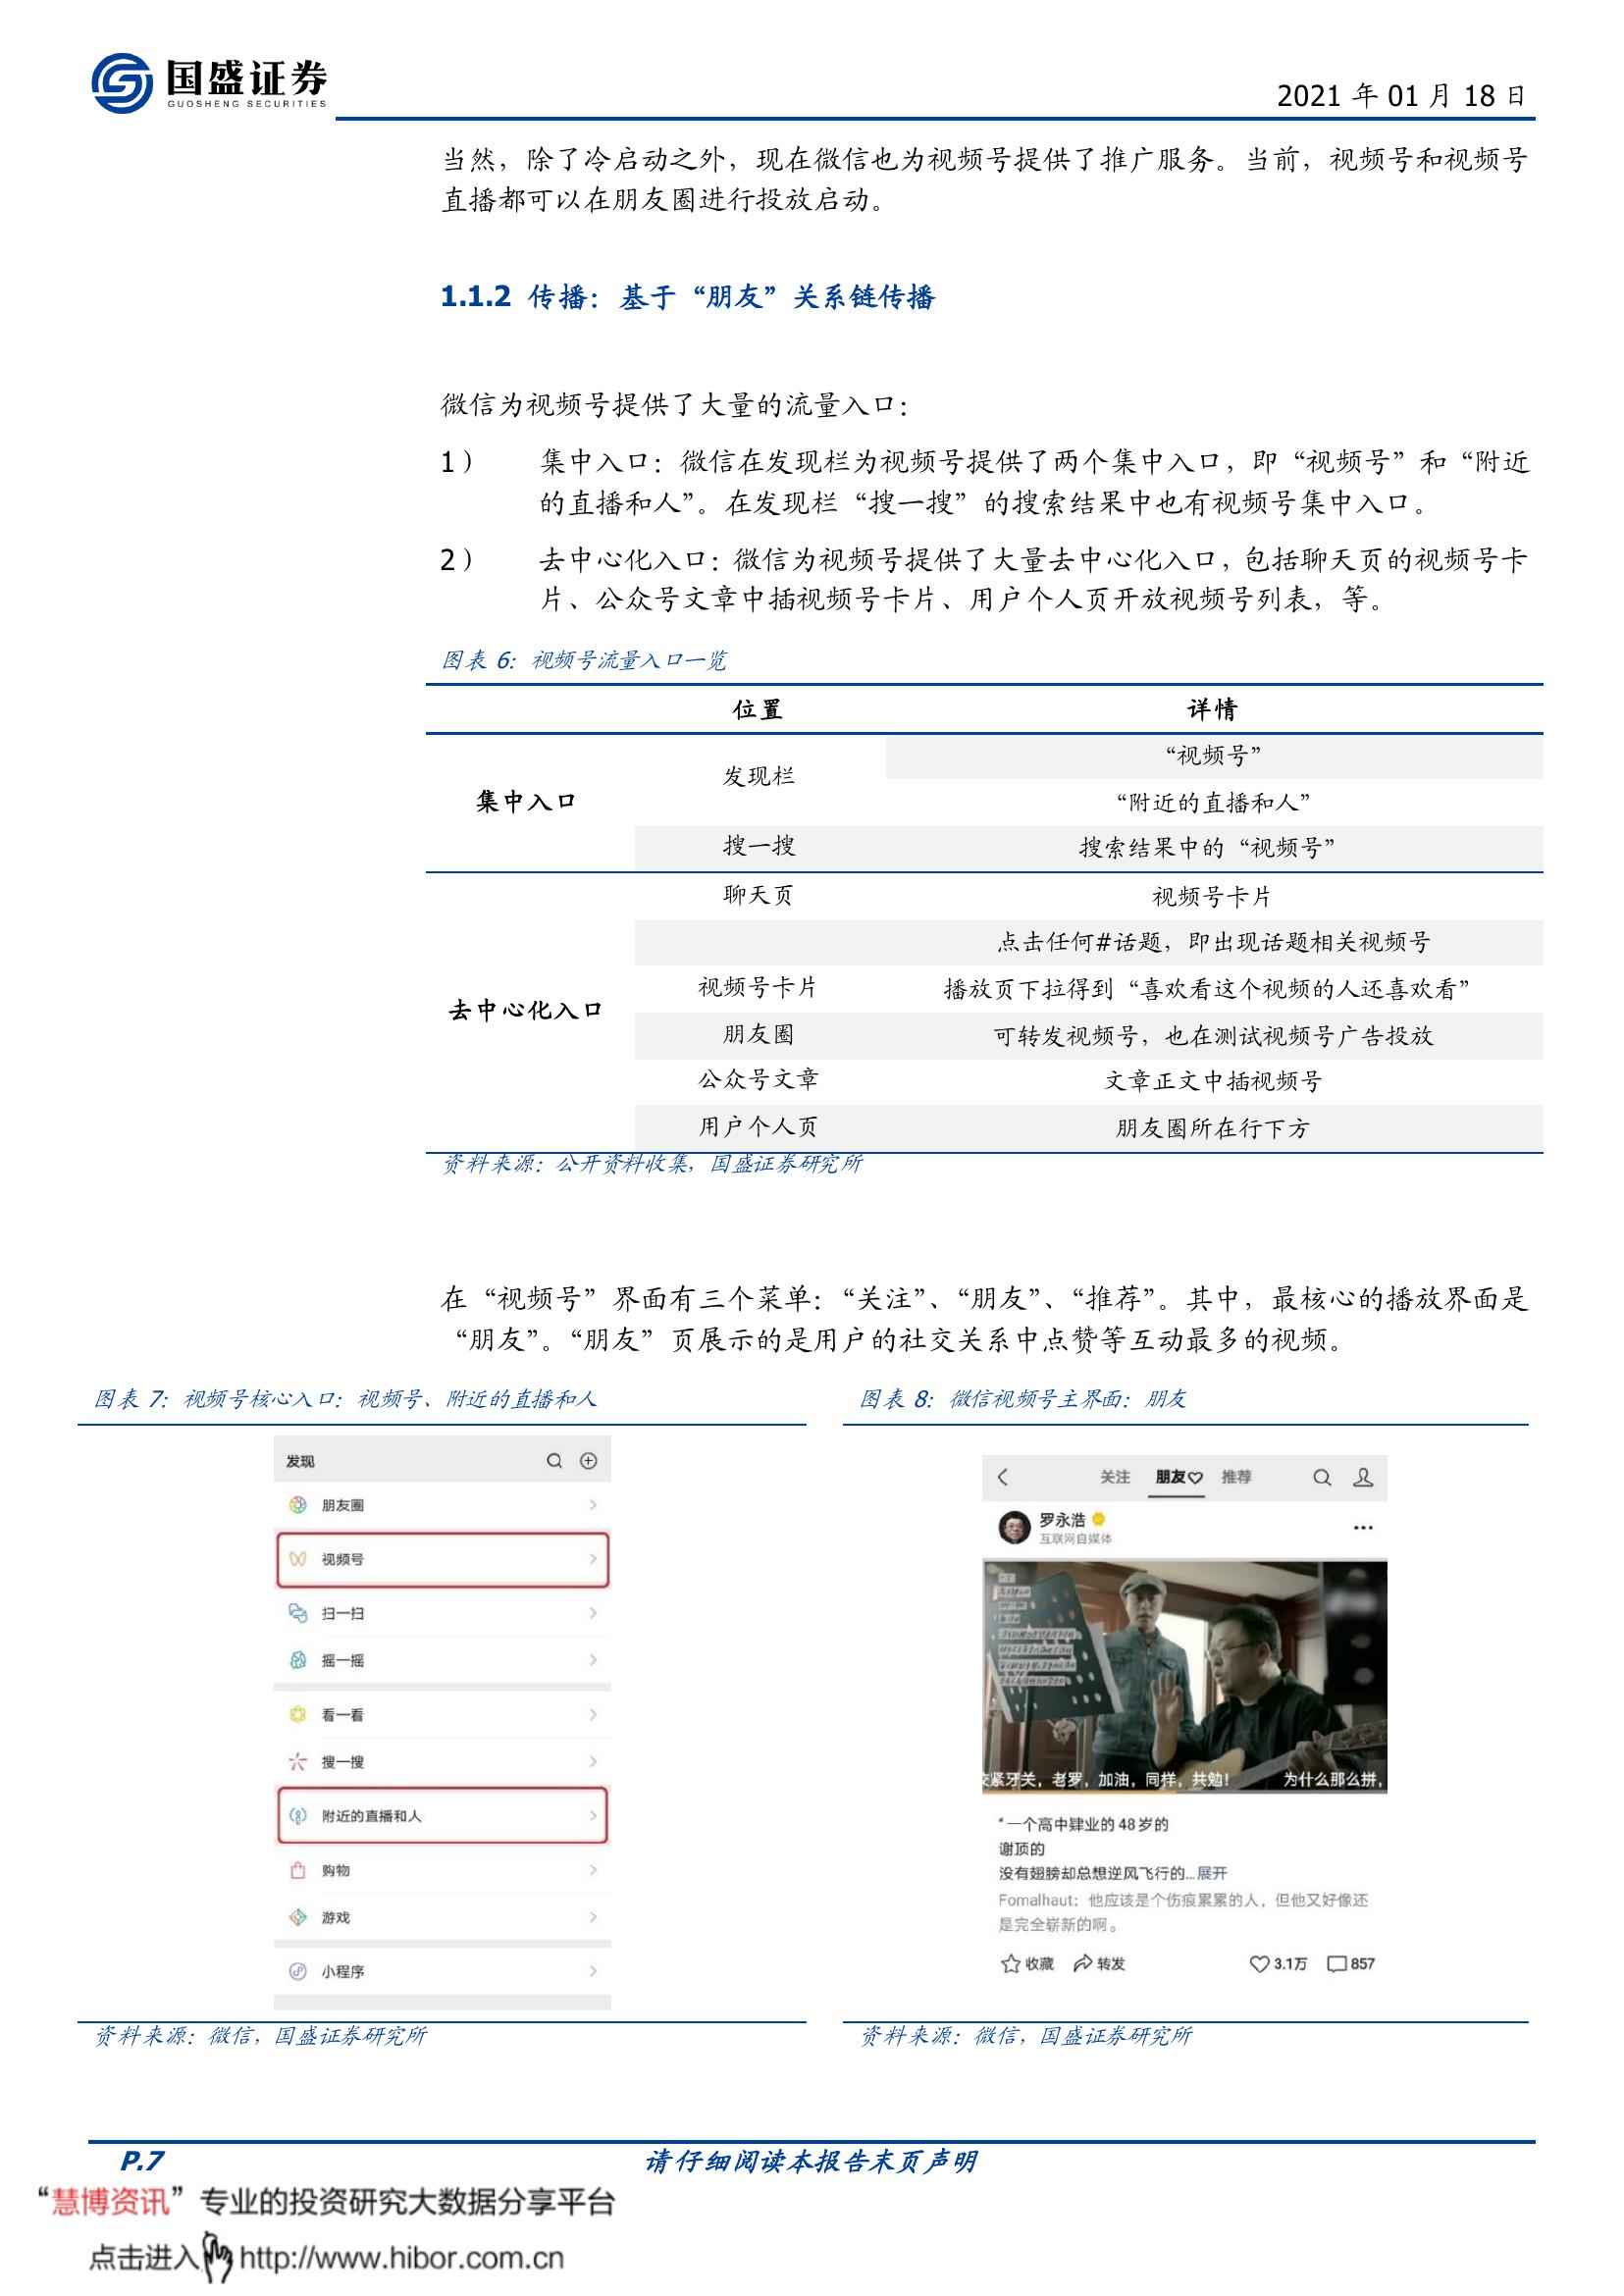 国盛证券
GUOSHENG SECURITIES
2021 年 01 月 18 日
当然，除了冷启动之外，现在微信也为视频号提供了推广服务。当前，视频号和视频号
直播都可以在朋友圈进行投放启动。
1.1.2 传播：基于“朋友”关系链传播
微信为视频号提供了大量的流量入口：
1） 集中入口：微信在发现栏为视频号提供了两个集中入口，即“视频号”和“附近
的直播和人”。在发现栏“搜一搜”的搜索结果中也有视频号集中入口。
2） 去中心化入口：微信为视频号提供了大量去中心化入口，包括聊天页的视频号卡
片、公众号文章中插视频号卡片、用户个人页开放视频号列表，等。
图表 6：视频号流量入口一览
位置 详情
集中入口 发现栏 “视频号”
“附近的直播和人”
搜一搜 搜索结果中的“视频号”
去中心化入口 聊天页 视频号卡片
点击任何#话题，即出现话题相关视频号
视频号卡片 播放页下拉得到“喜欢看这个视频的人还喜欢看”
朋友圈 可转发视频号，也在测试视频号广告投放
公众号文章 文章正文中插视频号
用户个人页 朋友圈所在行下方
资料来源：公开资料收集，国盛证券研究所
在“视频号”界面有三个菜单：“关注”、“朋友”、“推荐”。其中，最核心的播放界面是
“朋友”。“朋友”页展示的是用户的社交关系中点赞等互动最多的视频。
图表 7：视频号核心入口：视频号、附近的直播和人
发现
朋友圈
视频号
扫一扫
摇一摇
看一看
搜一搜
附近的直播和人
购物
游戏
小程序
资料来源：微信，国盛证券研究所
图表 8：微信视频号主界面：朋友
关注 朋友♡ 推荐
罗永浩
互联网自媒体
咬紧牙关，老罗，加油，同样，共勉！ 为什么那么拼，
“一个高中肄业的 48 岁的
谢顶的
没有翅膀却总想逆风飞行的...展开
Fomalhaut：他应该是个伤痕累累的人，但他又好像还
是完全崭新的啊。
收藏 转发 3.1万 857
资料来源：微信，国盛证券研究所
P.7 请仔细阅读本报告末页声明
“慧博资讯”专业的投资研究大数据分享平台
点击进入 http://www.hibor.com.cn